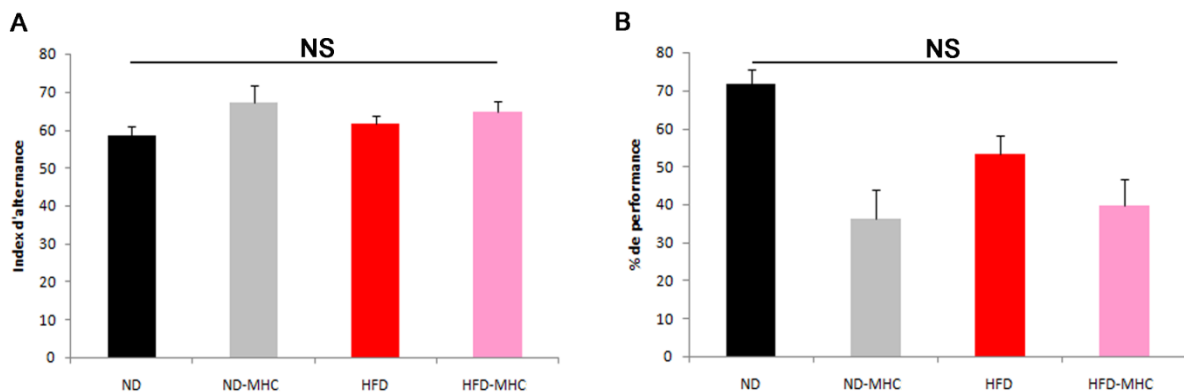 A
NS
80
70
60
50
40
30
20
10
0
Index d'alternance
ND
ND-MHC
HFD
HFD-MHC
B
NS
80
70
60
50
40
30
20
10
0
% de performance
ND
ND-MHC
HFD
HFD-MHC